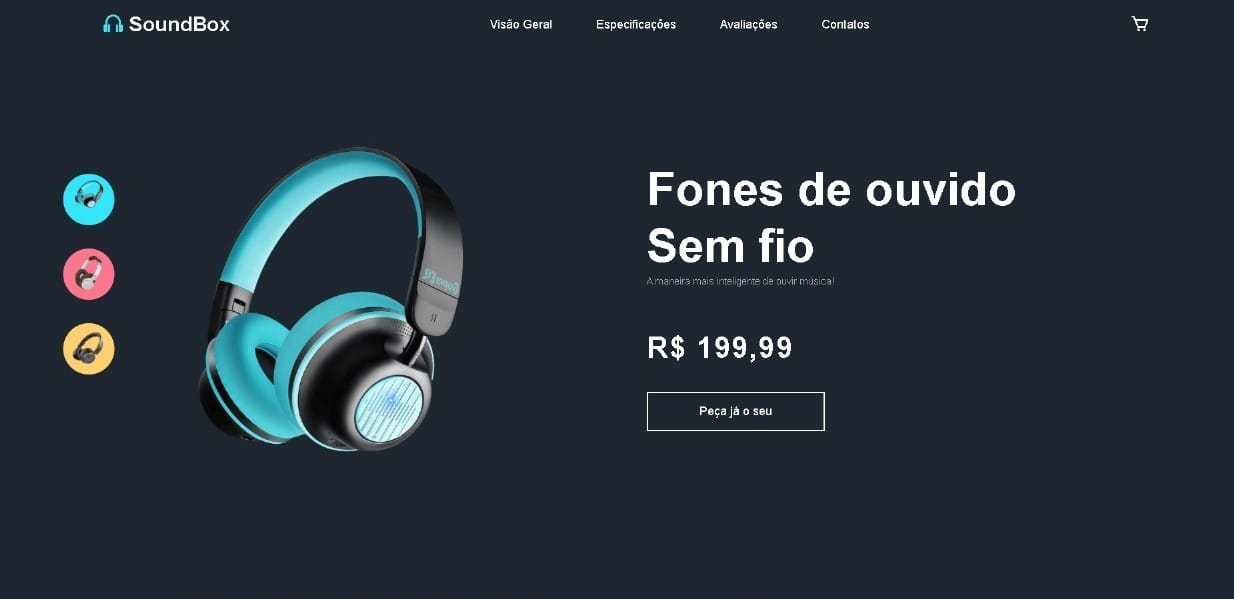 SoundBox
Visão Geral
Especificações
Avaliações
Contatos
Fones de ouvido
Sem fio
A maneira mais inteligente de ouvir música!
R$ 199,99
Peça já o seu